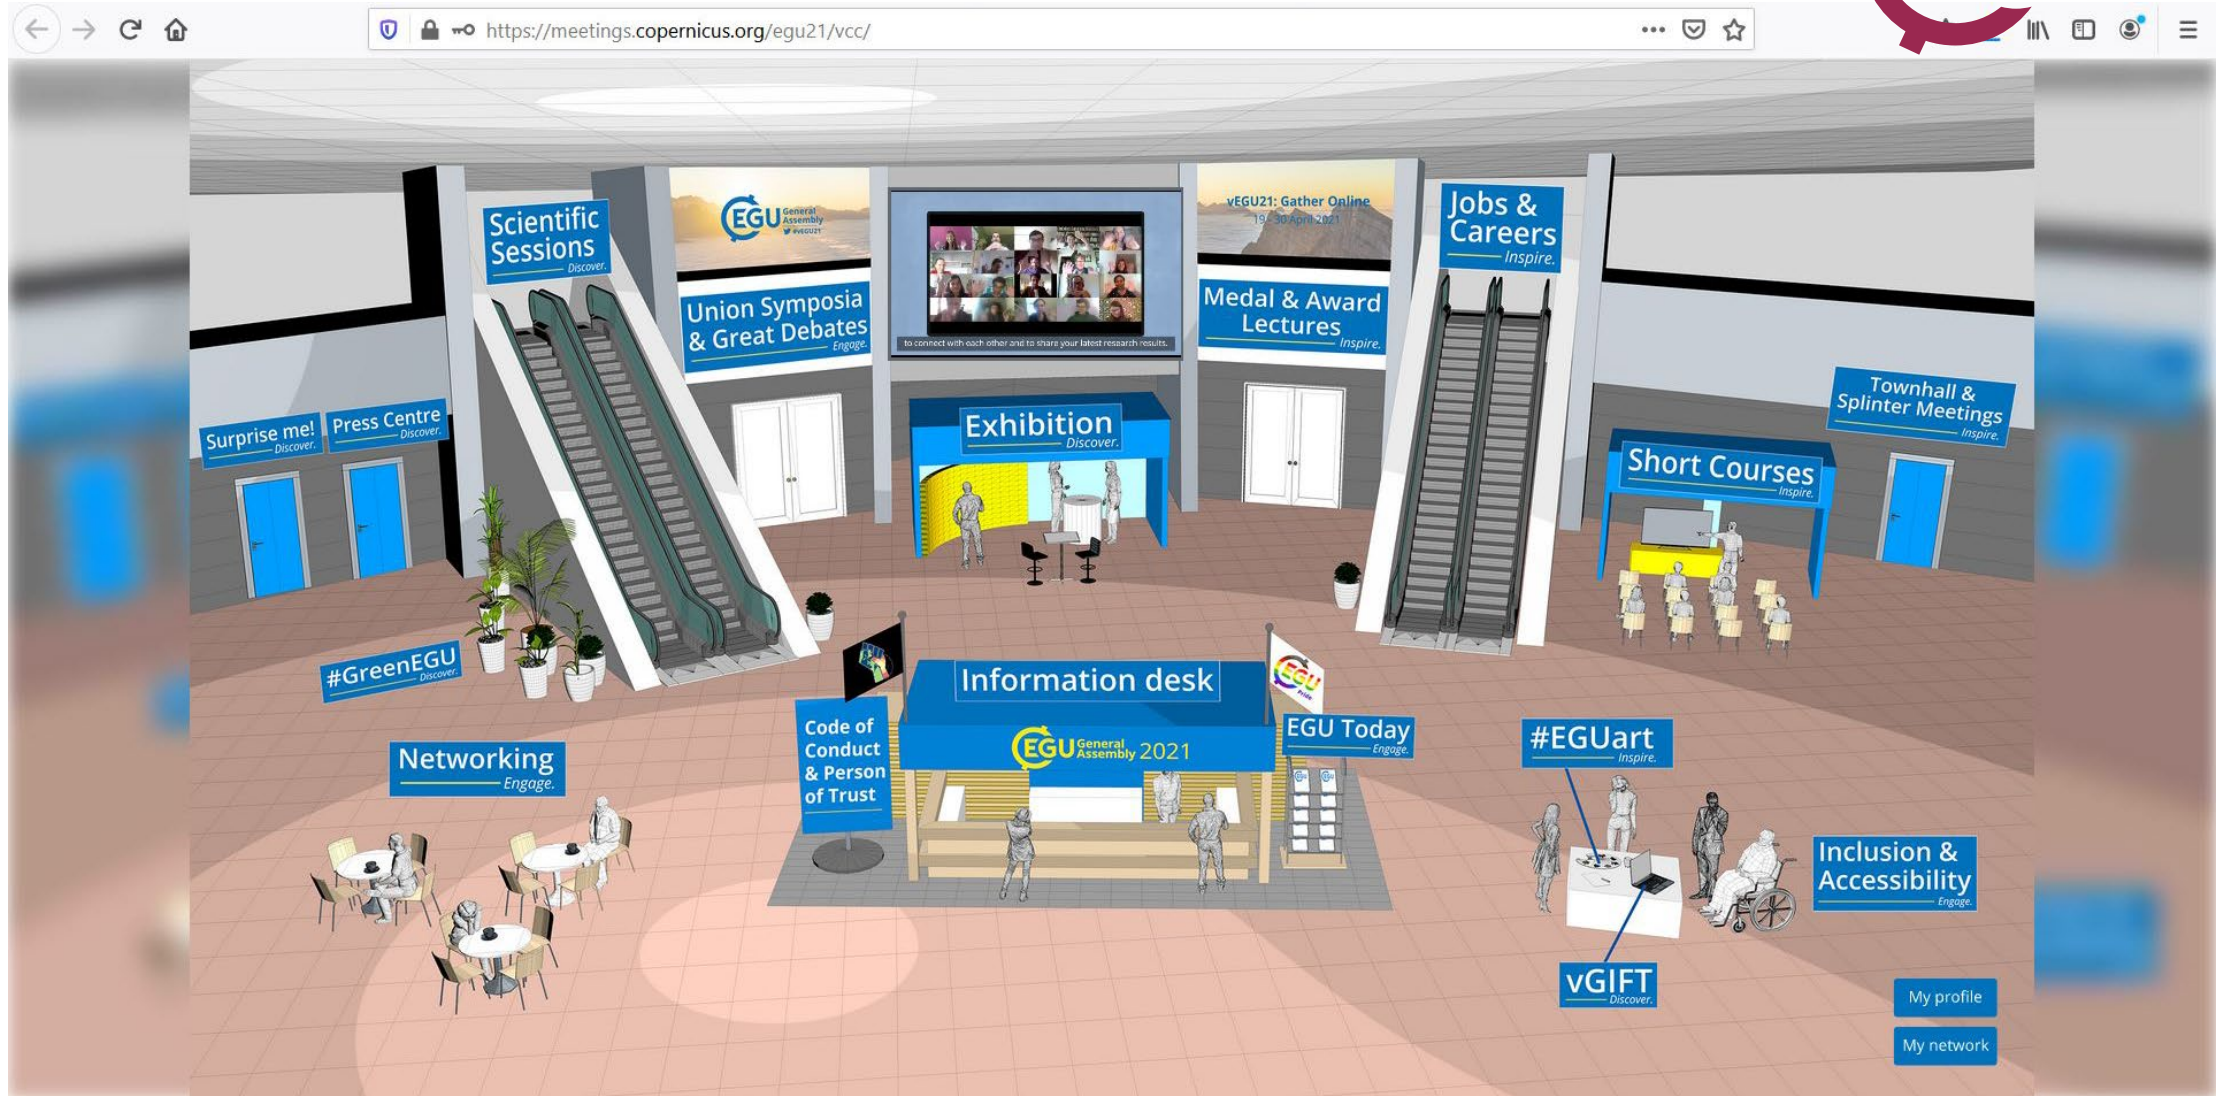 https://meetings.copernicus.org/egu21/vcc/
Scientific
Sessions
Discover.
EGU General
Assembly
#vEGU21
vEGU21: Gather Online
19 - 30 April 2021
Jobs &
Careers
Inspire.
Union Symposia
& Great Debates
Engage.
to connect with each other and to share your latest research results.
Medal & Award
Lectures
Inspire.
Surprise me!
Discover.
Press Centre
Discover.
Exhibition
Discover.
Short Courses
Inspire.
Townhall &
Splinter Meetings
Inspire.
#GreenEGU
Discover.
Networking
Engage.
Code of
Conduct
& Person
of Trust
Information desk
EGU General
Assembly 2021
EGU
Pride
EGU Today
Engage.
#EGUart
Inspire.
Inclusion &
Accessibility
Engage.
vGIFT
Discover.
My profile
My network